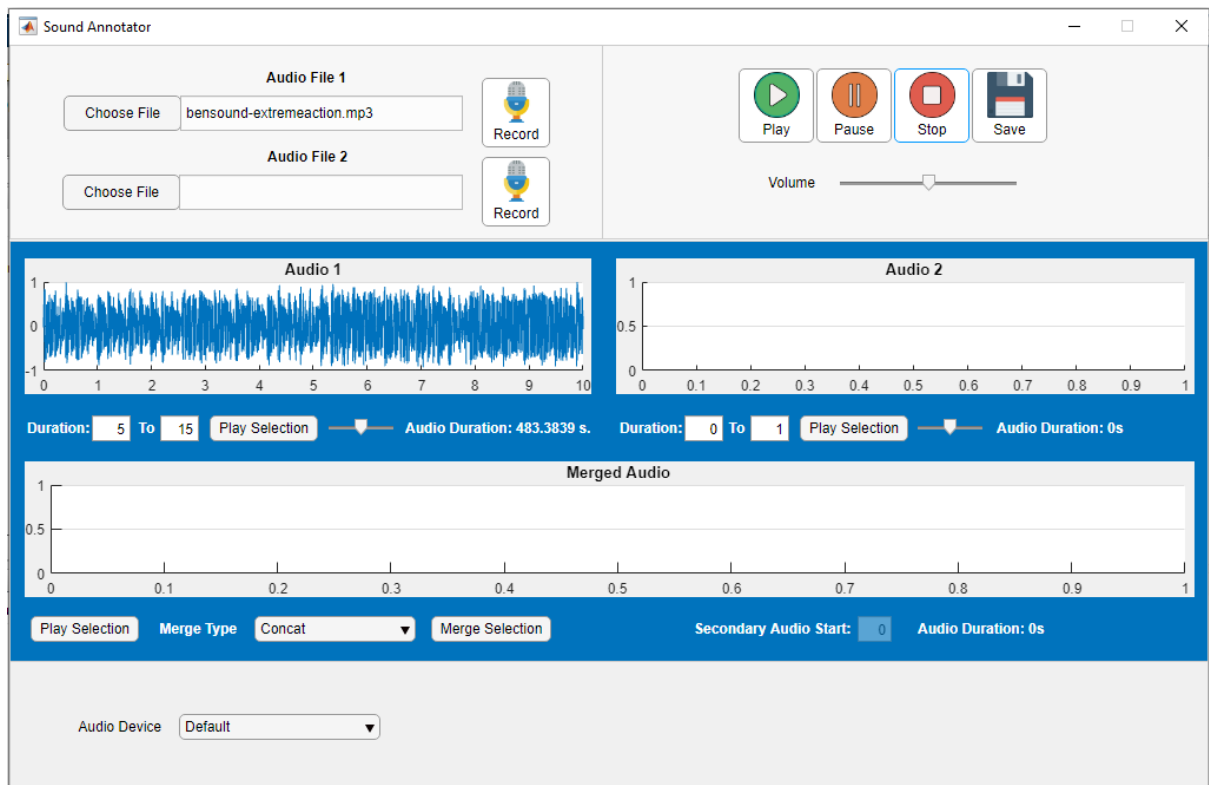 Sound Annotator
Audio File 1
Choose File
bensound-extremeaction.mp3
Record
Audio File 2
Choose File
Record
Play
Pause
Stop
Save
Volume
Audio 1
1
0
-1
0 1 2 3 4 5 6 7 8 9 10
Duration: 5 To 15 Play Selection Audio Duration: 483.3839 s.
Audio 2
1
0.5
0
0 0.1 0.2 0.3 0.4 0.5 0.6 0.7 0.8 0.9 1
Duration: 0 To 1 Play Selection Audio Duration: 0s
Merged Audio
1
0.5
0
0 0.1 0.2 0.3 0.4 0.5 0.6 0.7 0.8 0.9 1
Play Selection Merge Type Concat Merge Selection Secondary Audio Start: 0 Audio Duration: 0s
Audio Device Default